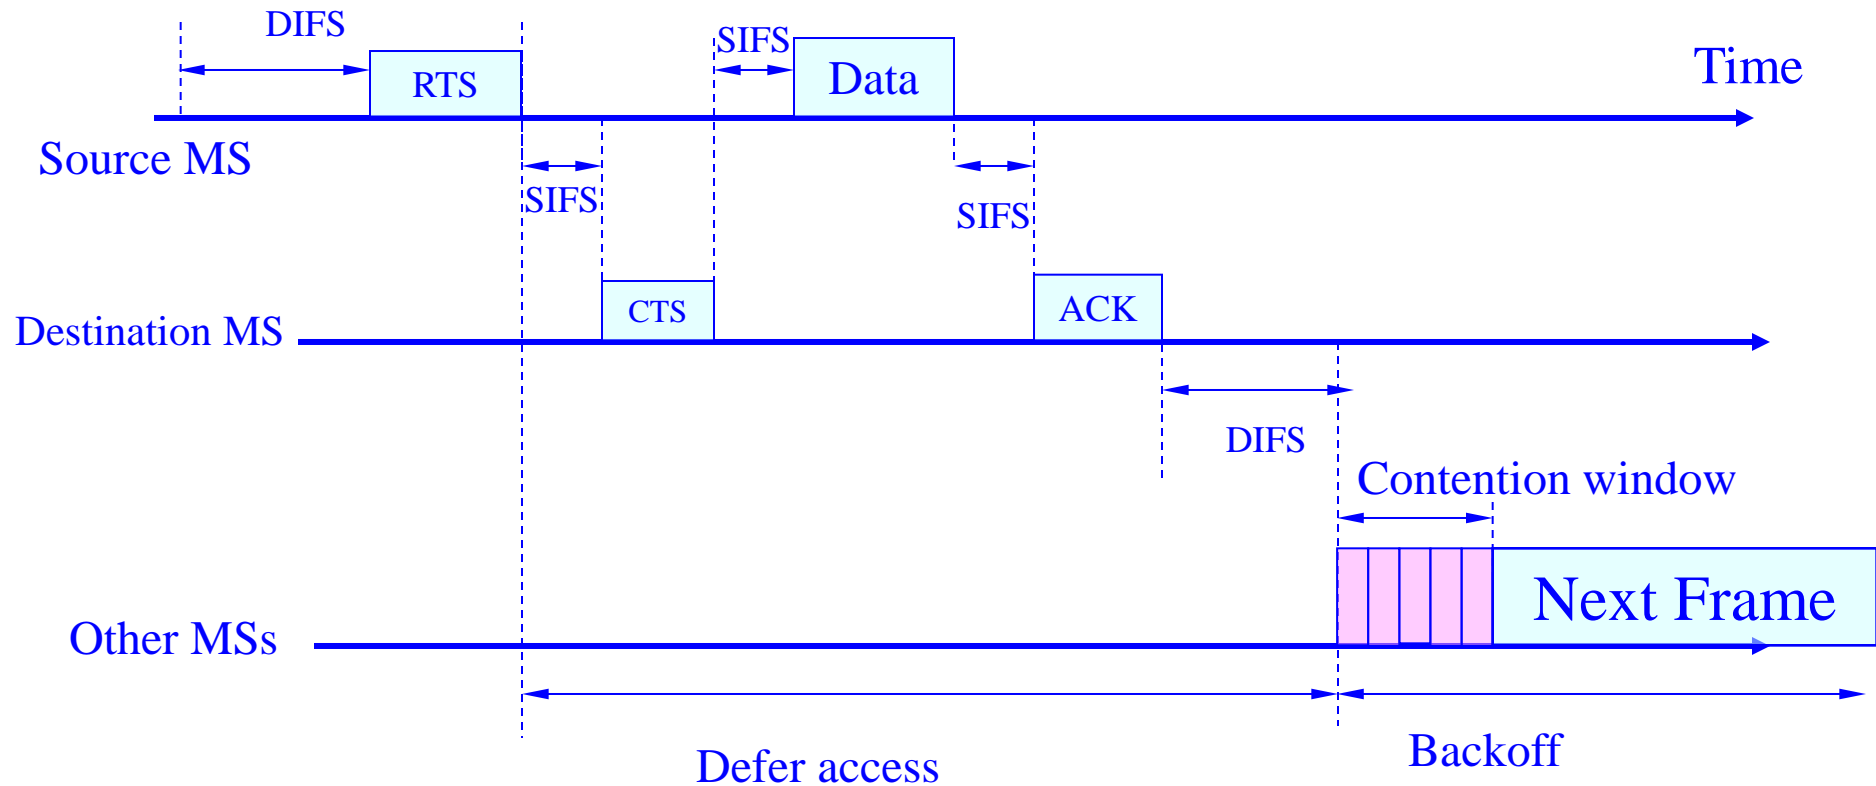 DIFS
SIFS
RTS
Data
Time
Source MS
SIFS
SIFS
CTS
ACK
Destination MS
DIFS
Contention window
Next Frame
Other MSs
Defer access
Backoff